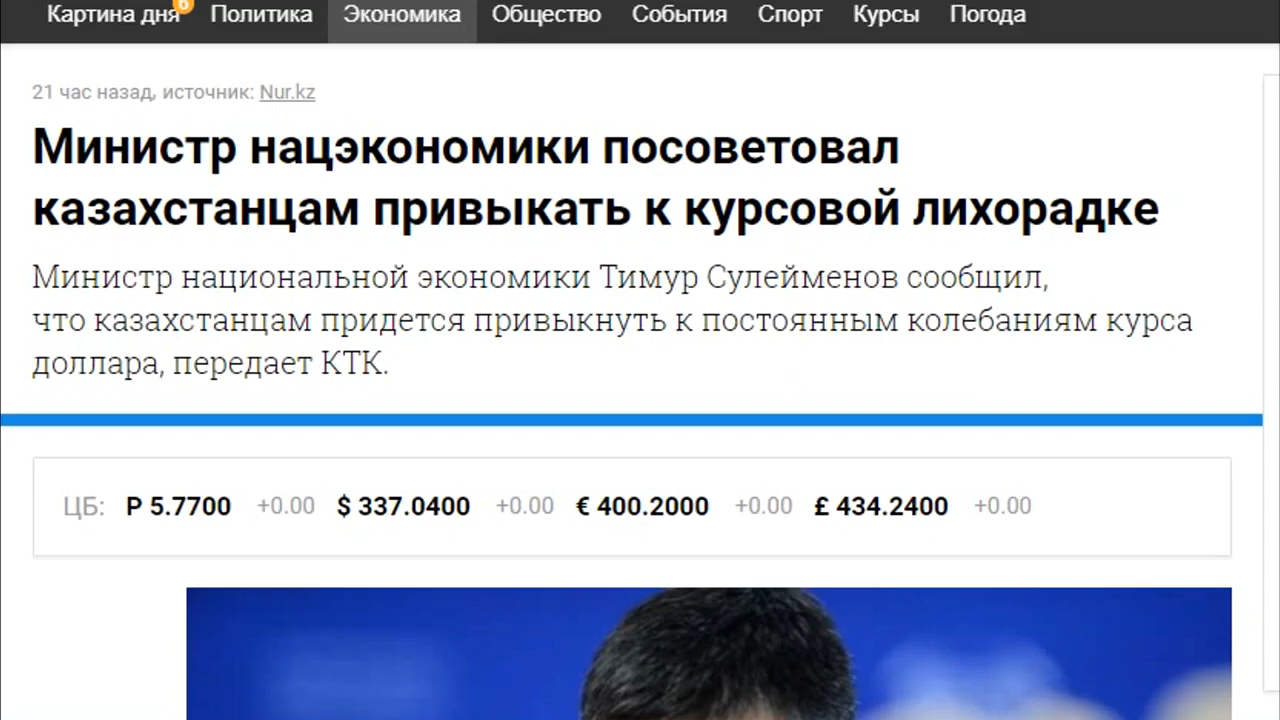 Картина дня 6 Политика Экономика Общество События Спорт Курсы Погода
21 час назад, источник: Nur.kz
Министр нацэкономики посоветовал
казахстанцам привыкать к курсовой лихорадке
Министр национальной экономики Тимур Сулейменов сообщил,
что казахстанцам придется привыкнуть к постоянным колебаниям курса
доллара, передает КТК.
ЦБ: Р 5.7700 +0.00 $ 337.0400 +0.00 € 400.2000 +0.00 £ 434.2400 +0.00